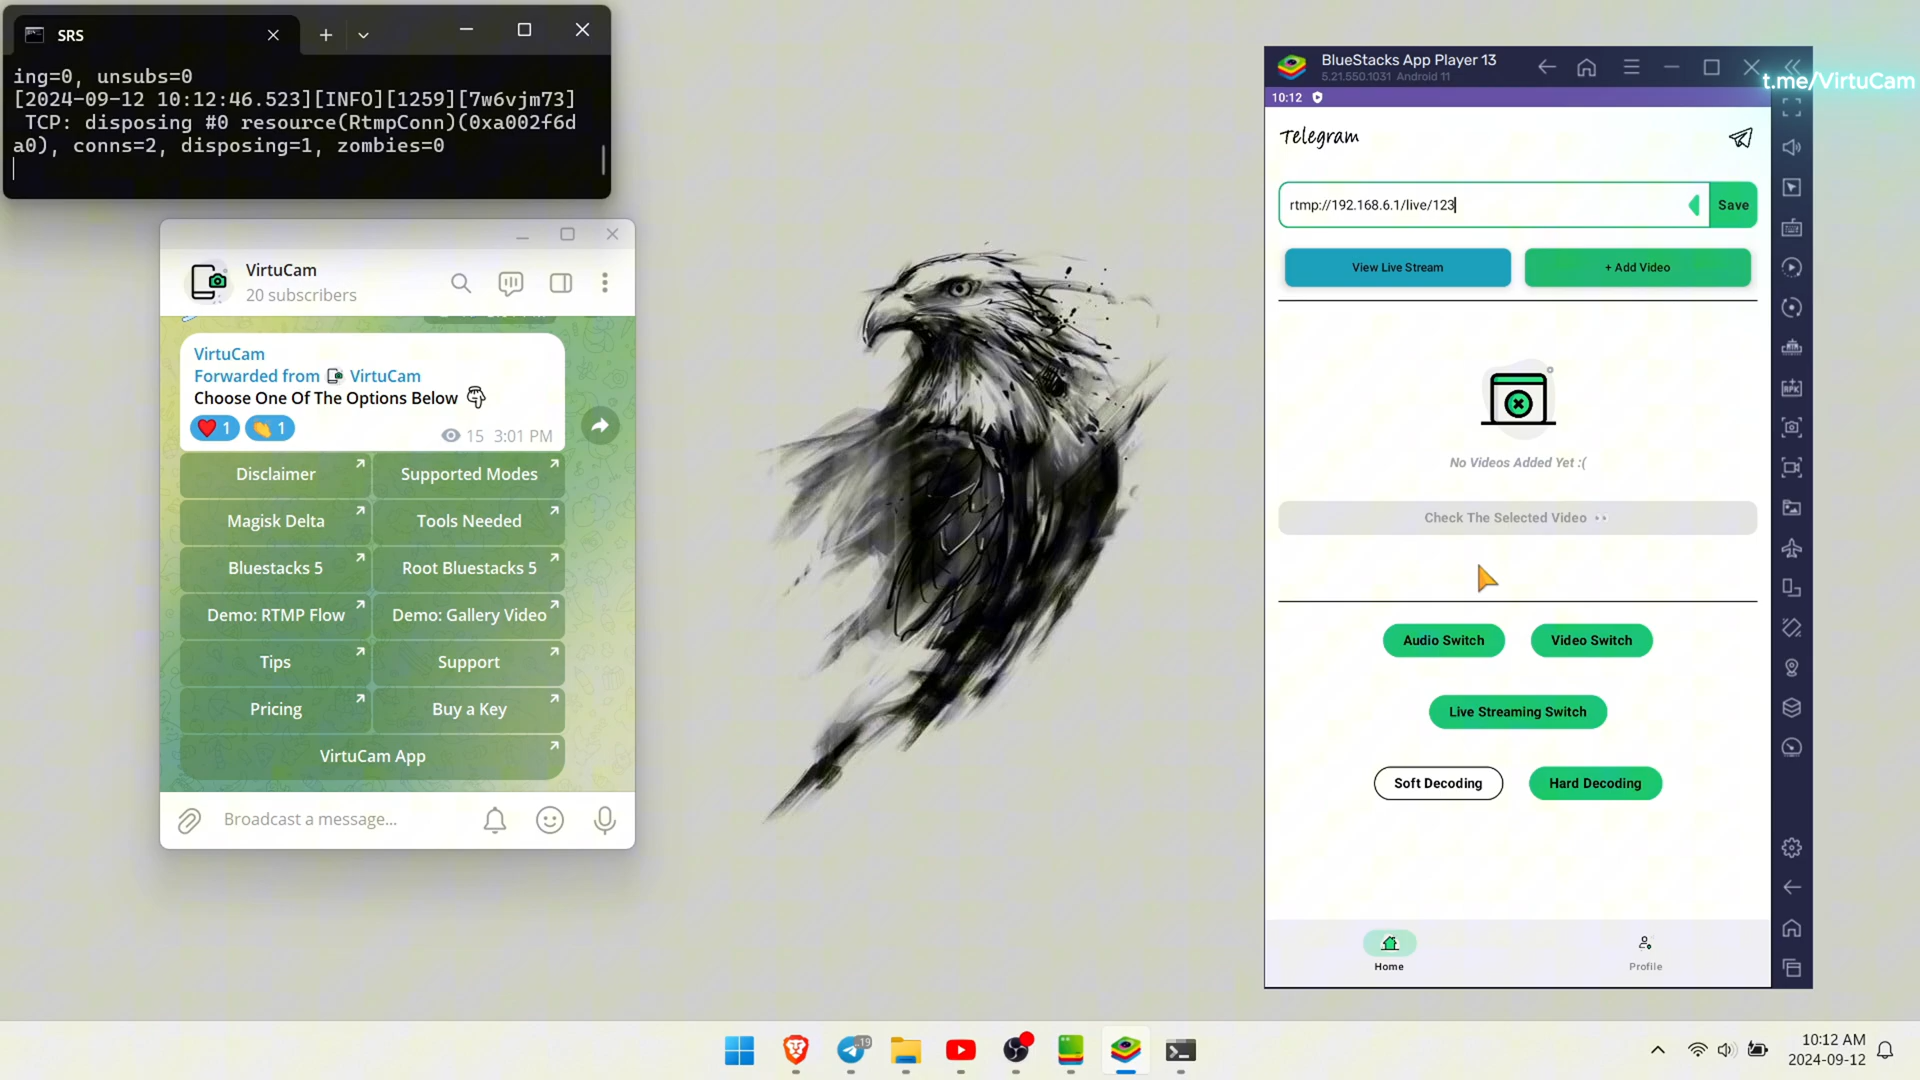 SRS
ing=0, unsubs=0
[2024-09-12 10:12:46.523][INFO][1259][7w6vjm73]
TCP: disposing #0 resource(RtmpConn)(0xa002f6d
a0), conns=2, disposing=1, zombies=0
VirtuCam
20 subscribers
VirtuCam
Forwarded from VirtuCam
Choose One Of The Options Below
1
1
15 3:01 PM
Disclaimer
Supported Modes
Magisk Delta
Tools Needed
Bluestacks 5
Root Bluestacks 5
Demo: RTMP Flow
Demo: Gallery Video
Tips
Support
Pricing
Buy a Key
VirtuCam App
Broadcast a message...
BlueStacks App Player 13
5.21.550.1031 Android 11
t.me/VirtuCam
10:12
Telegram
rtmp://192.168.6.1/live/123
Save
View Live Stream
+ Add Video
No Videos Added Yet :(
Check The Selected Video
Audio Switch
Video Switch
Live Streaming Switch
Soft Decoding
Hard Decoding
Home
Profile
..19
10:12 AM
2024-09-12